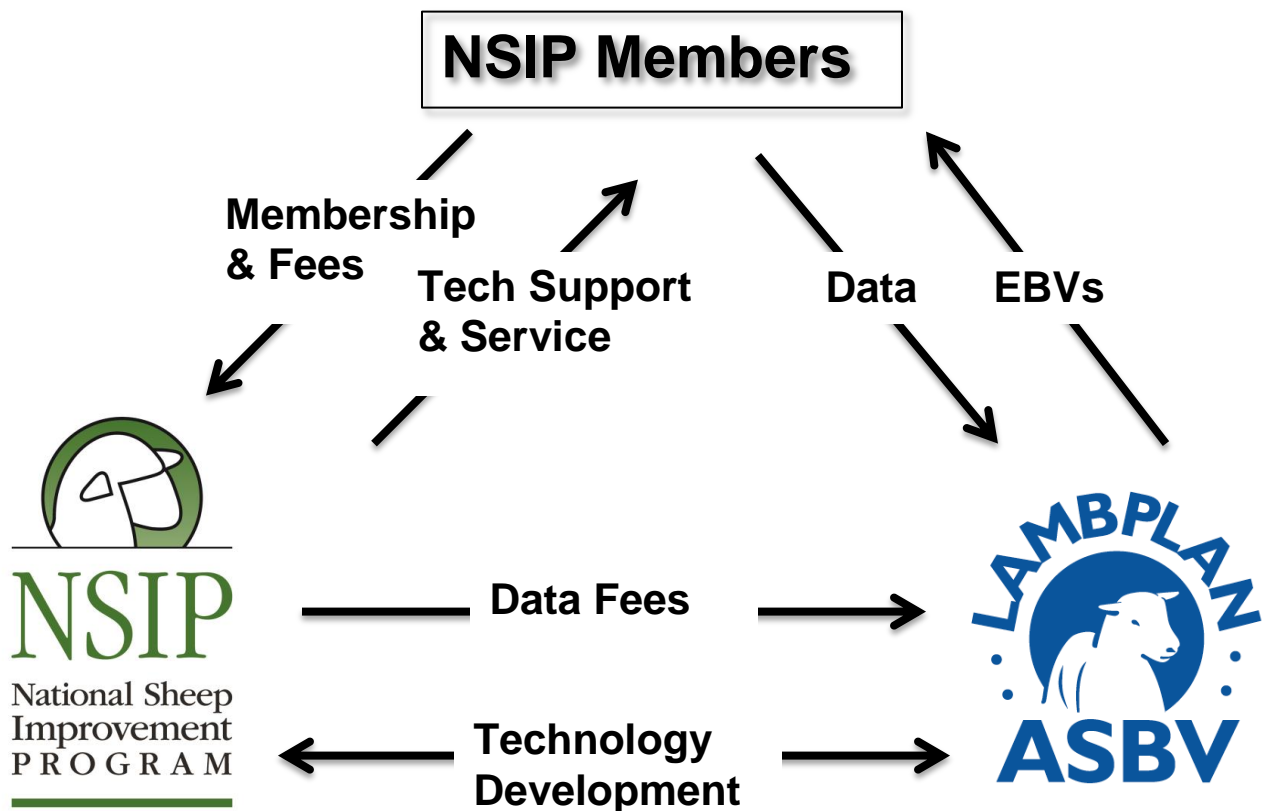 NSIP Members
Membership
& Fees
Tech Support
& Service
Data
EBVs
LAMBPLAN
NSIP
Data Fees
National Sheep
Improvement
PROGRAM
ASBV
Technology
Development